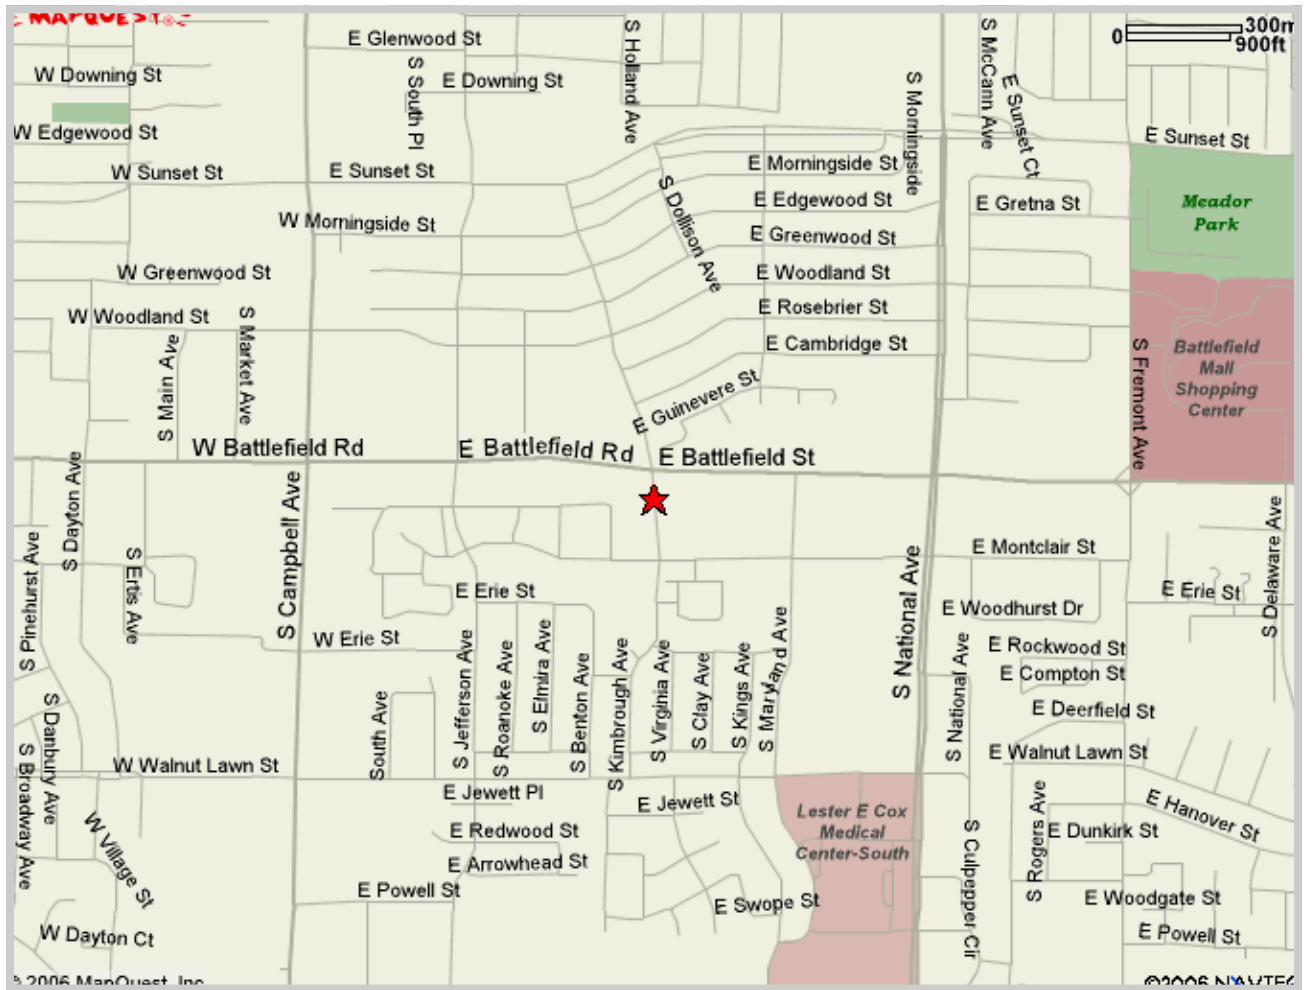 MAPQUEST
300m
0
900ft
E Glenwood St
S Holland Ave
S McCann Ave
W Downing St
S South Pl
E Downing St
S Morningside
E Sunset Ct
W Edgewood St
E Sunset St
W Sunset St
E Sunset St
E Morningside St
S Dollison Ave
E Edgewood St
E Gretna St
Meador
Park
W Morningside St
E Greenwood St
W Greenwood St
E Woodland St
E Rosebrier St
W Woodland St
S Market Ave
S Main Ave
E Cambridge St
S Fremont Ave
Battlefield
Mall
Shopping
Center
E Guinevere St
W Battlefield Rd
E Battlefield Rd
E Battlefield St
S Dayton Ave
S Campbell Ave
S Delaware Ave
S Pinehurst Ave
S Ertis Ave
E Montclair St
E Erie St
E Erie St
S National Ave
E Woodhurst Dr
W Erie St
S Jefferson Ave
S Roanoke Ave
S Elmira Ave
S Benton Ave
S Kimbrough Ave
S Virginia Ave
S Clay Ave
S Kings Ave
S Maryland Ave
S National Ave
E Rockwood St
E Compton St
E Deerfield St
South Ave
S Danbury Ave
S Broadway Ave
W Walnut Lawn St
E Walnut Lawn St
E Jewett Pl
E Jewett St
E Hanover St
Lester E Cox
Medical
Center-South
E Redwood St
S Culpepper Cir
S Rogers Ave
E Dunkirk St
W Village St
E Arrowhead St
E Powell St
E Swope St
E Woodgate St
W Dayton Ct
E Powell St
© 2006 MapQuest, Inc
©2006 NAVTEQ